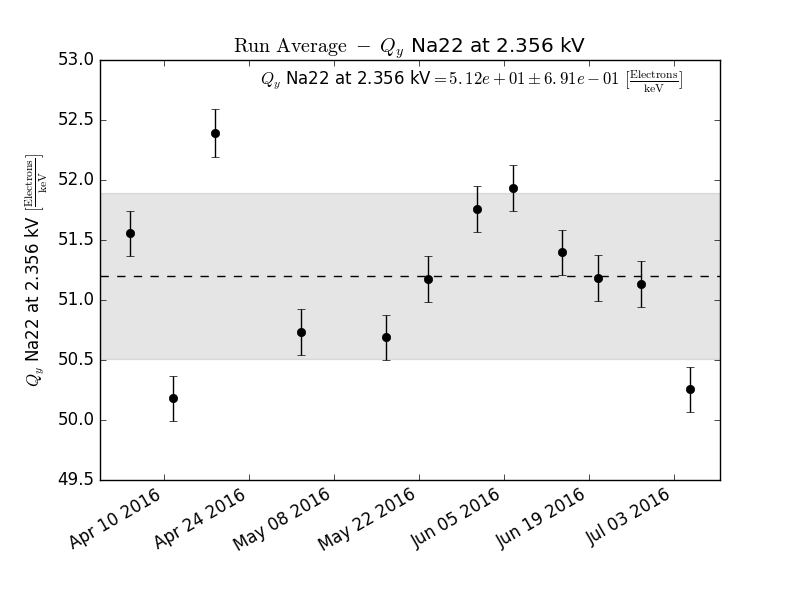 Run Average − Q_y Na22 at 2.356 kV
Q_y Na22 at 2.356 kV = 5.12e + 01 ± 6.91e − 01 [Electrons/keV]
Q_y Na22 at 2.356 kV [Electrons/keV]
53.0
52.5
52.0
51.5
51.0
50.5
50.0
49.5
Apr 10 2016
Apr 24 2016
May 08 2016
May 22 2016
Jun 05 2016
Jun 19 2016
Jul 03 2016